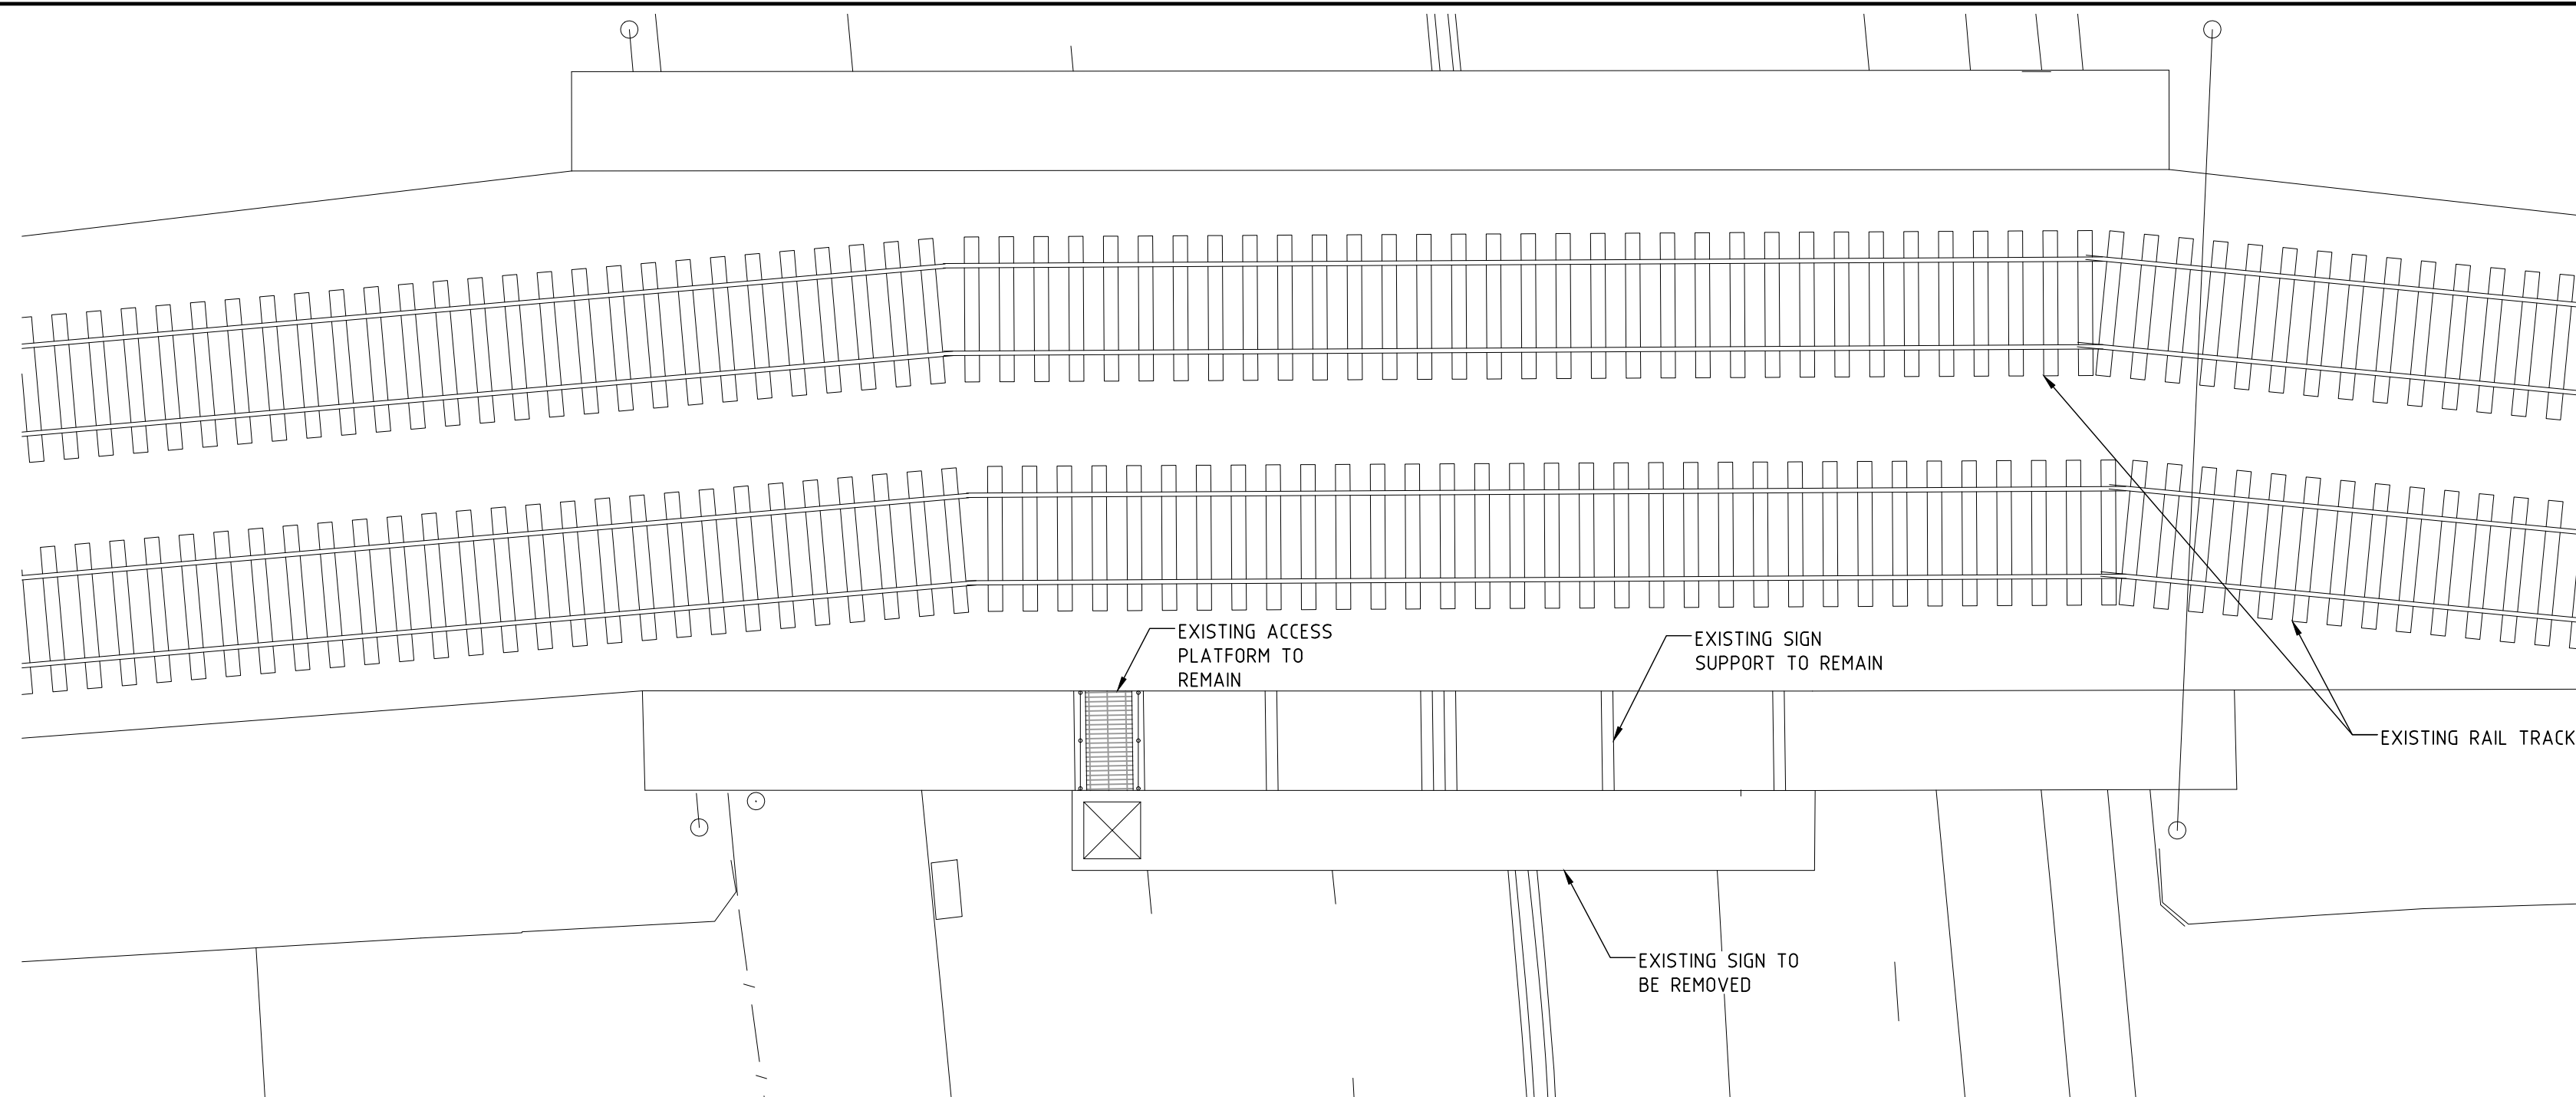 EXISTING ACCESS
PLATFORM TO
REMAIN
EXISTING SIGN
SUPPORT TO REMAIN
EXISTING RAIL TRACK
EXISTING SIGN TO
BE REMOVED